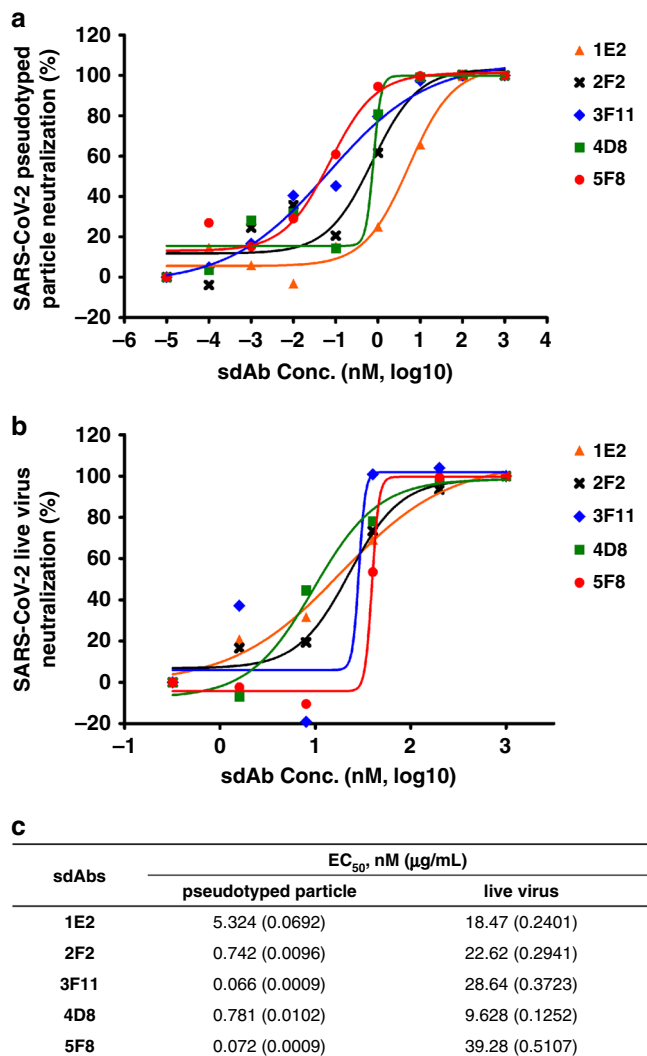 a
SARS-CoV-2 pseudotyped
particle neutralization (%)
120
100
80
60
40
20
0
−20
−6 −5 −4 −3 −2 −1 0 1 2 3 4
sdAb Conc. (nM, log10)
1E2
2F2
3F11
4D8
5F8
b
SARS-CoV-2 live virus
neutralization (%)
120
100
80
60
40
20
0
−20
−1 0 1 2 3
sdAb Conc. (nM, log10)
1E2
2F2
3F11
4D8
5F8
c
sdAbs EC50, nM (μg/mL)
pseudotyped particle live virus
1E2 5.324 (0.0692) 18.47 (0.2401)
2F2 0.742 (0.0096) 22.62 (0.2941)
3F11 0.066 (0.0009) 28.64 (0.3723)
4D8 0.781 (0.0102) 9.628 (0.1252)
5F8 0.072 (0.0009) 39.28 (0.5107)